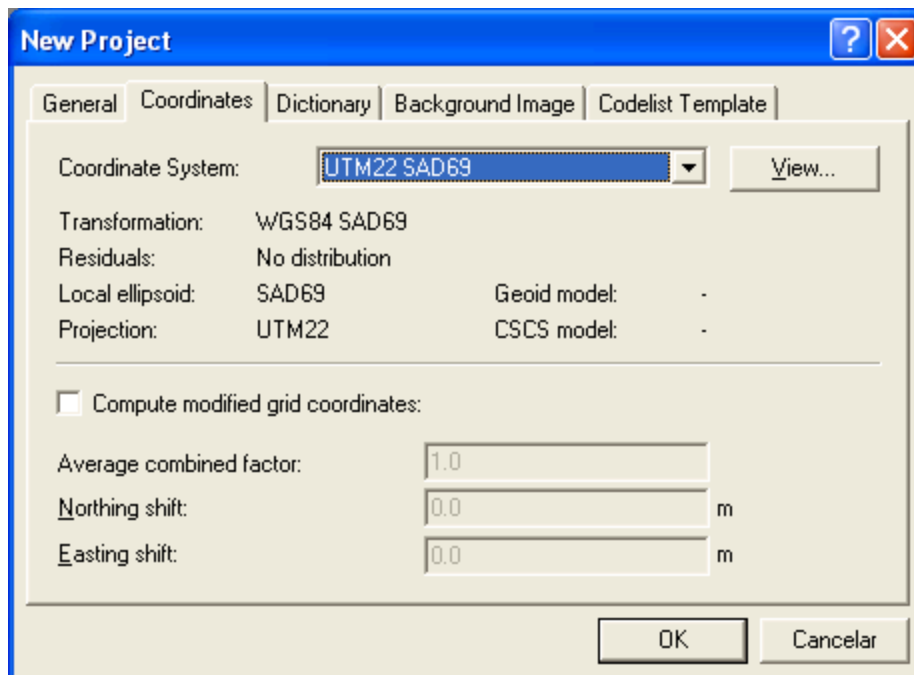 New Project
General Coordinates Dictionary Background Image Codelist Template
Coordinate System: UTM22 SAD69 View...
Transformation: WGS84 SAD69
Residuals: No distribution
Local ellipsoid: SAD69 Geoid model: -
Projection: UTM22 CSCS model: -
Compute modified grid coordinates:
Average combined factor: 1.0
Northing shift: 0.0 m
Easting shift: 0.0 m
OK Cancelar